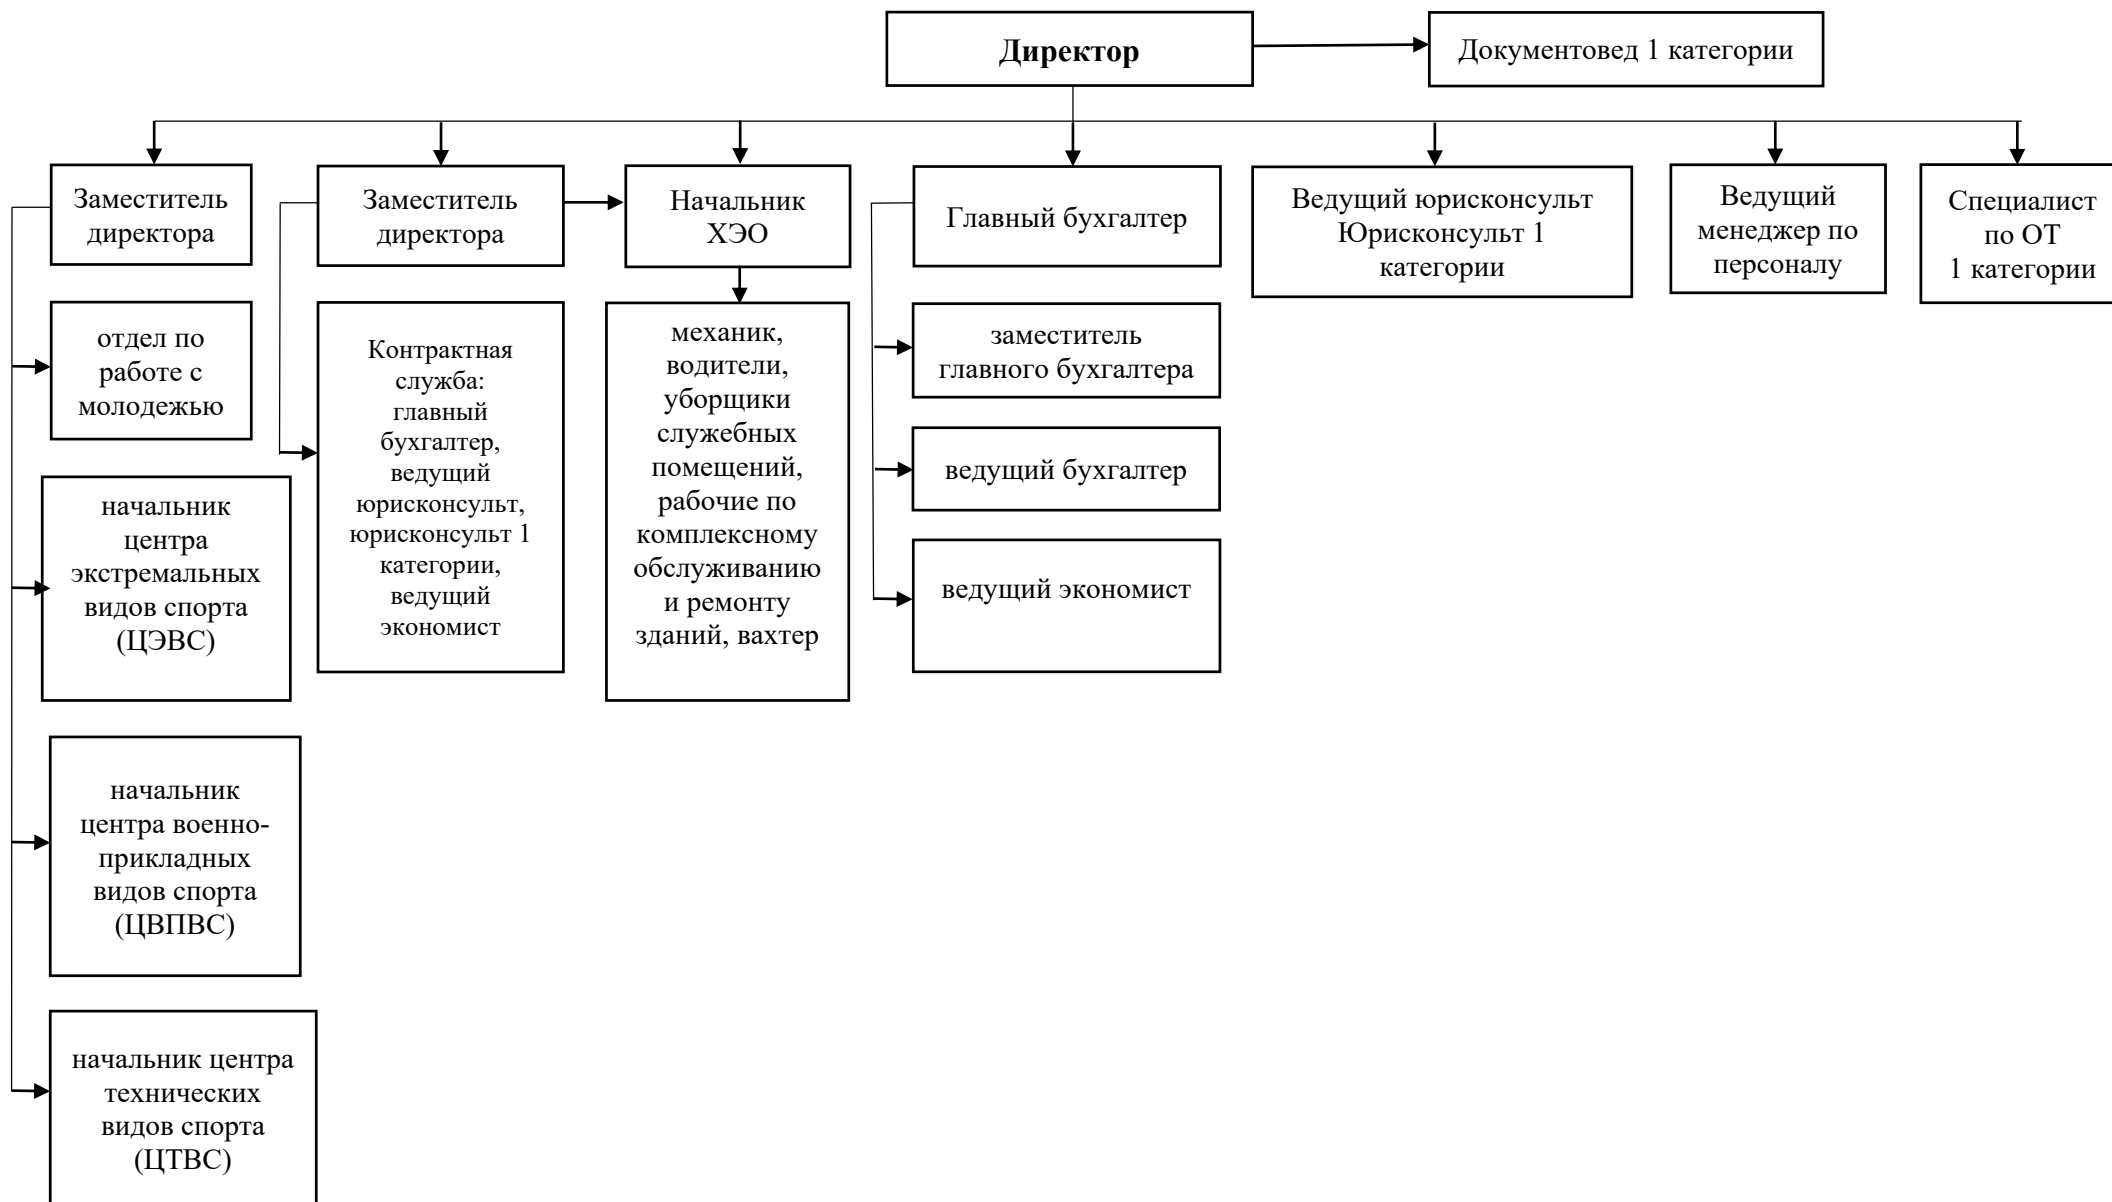 Директор
Документовед 1 категории
Заместитель
директора
Заместитель
директора
Начальник
ХЭО
Главный бухгалтер
Ведущий юрисконсульт
Юрисконсульт 1
категории
Ведущий
менеджер по
персоналу
Специалист
по ОТ
1 категории
отдел по
работе с
молодежью
Контрактная
служба:
главный
бухгалтер,
ведущий
юрисконсульт,
юрисконсульт 1
категории,
ведущий
экономист
механик,
водители,
уборщики
служебных
помещений,
рабочие по
комплексному
обслуживанию
и ремонту
зданий, вахтер
заместитель
главного бухгалтера
ведущий бухгалтер
ведущий экономист
начальник
центра
экстремальных
видов спорта
(ЦЭВС)
начальник
центра военно-
прикладных
видов спорта
(ЦВПВС)
начальник центра
технических
видов спорта
(ЦТВС)